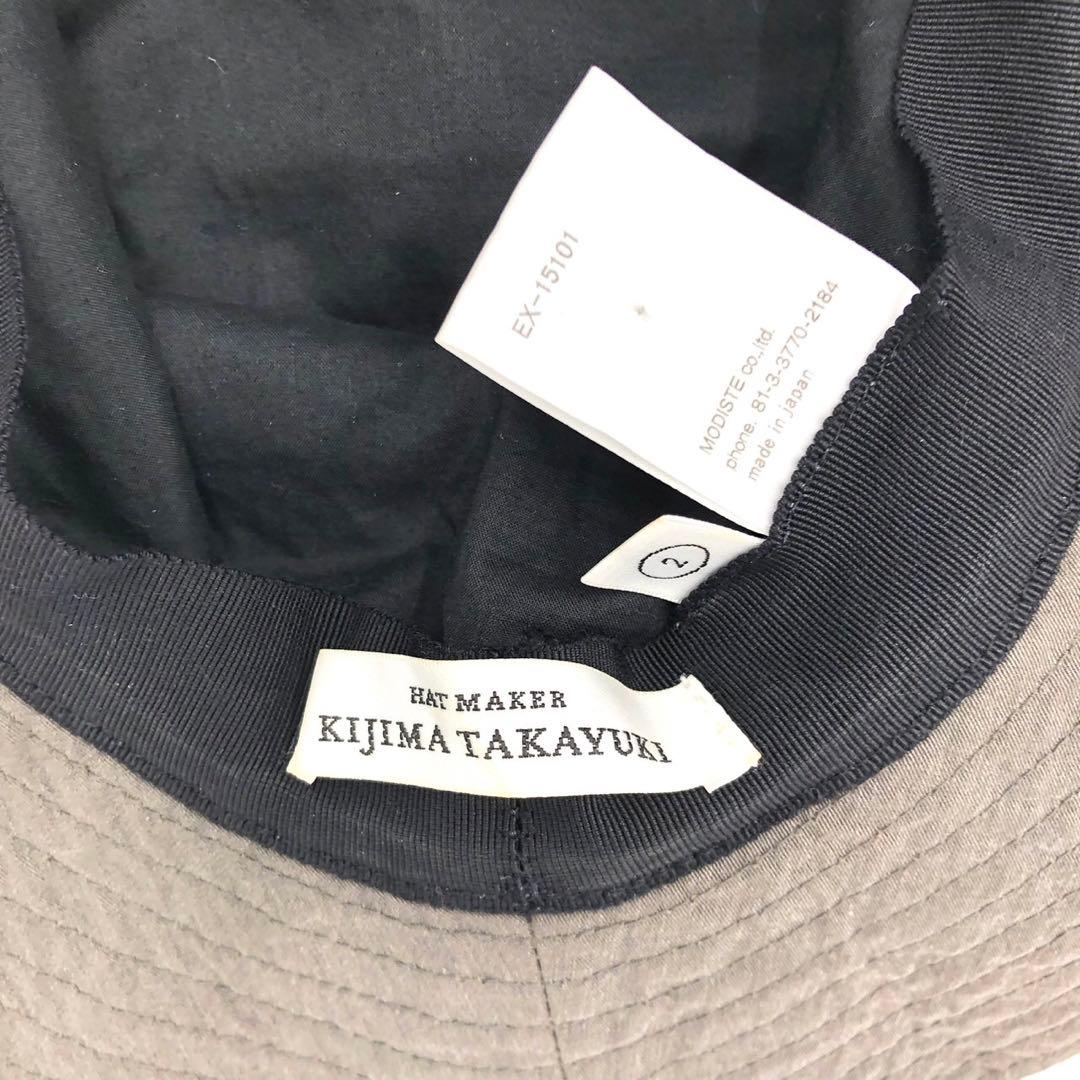 EX-15101
MODISTE co.,ltd.
phone. 81-3-3770-2184
made in japan
2
HAT MAKER
KIJIMA TAKAYUKI